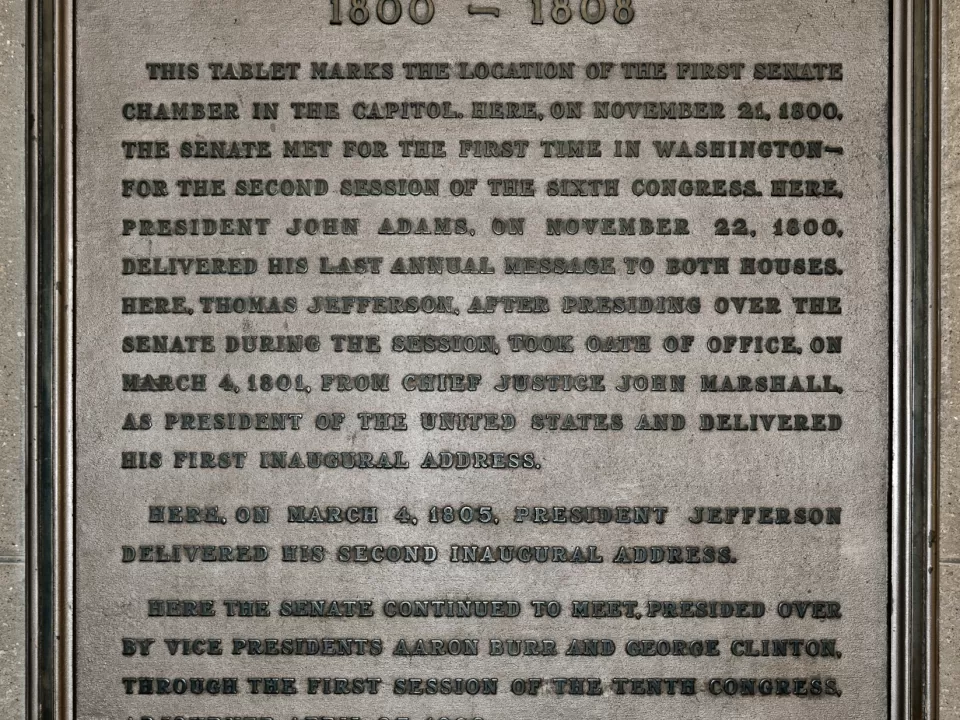 1800 — 1808
THIS TABLET MARKS THE LOCATION OF THE FIRST SENATE
CHAMBER IN THE CAPITOL. HERE, ON NOVEMBER 21, 1800,
THE SENATE MET FOR THE FIRST TIME IN WASHINGTON—
FOR THE SECOND SESSION OF THE SIXTH CONGRESS. HERE,
PRESIDENT JOHN ADAMS, ON NOVEMBER 22, 1800,
DELIVERED HIS LAST ANNUAL MESSAGE TO BOTH HOUSES.
HERE, THOMAS JEFFERSON, AFTER PRESIDING OVER THE
SENATE DURING THE SESSION, TOOK OATH OF OFFICE, ON
MARCH 4, 1801, FROM CHIEF JUSTICE JOHN MARSHALL,
AS PRESIDENT OF THE UNITED STATES AND DELIVERED
HIS FIRST INAUGURAL ADDRESS.
HERE, ON MARCH 4, 1805, PRESIDENT JEFFERSON
DELIVERED HIS SECOND INAUGURAL ADDRESS.
HERE THE SENATE CONTINUED TO MEET, PRESIDED OVER
BY VICE PRESIDENTS AARON BURR AND GEORGE CLINTON,
THROUGH THE FIRST SESSION OF THE TENTH CONGRESS,